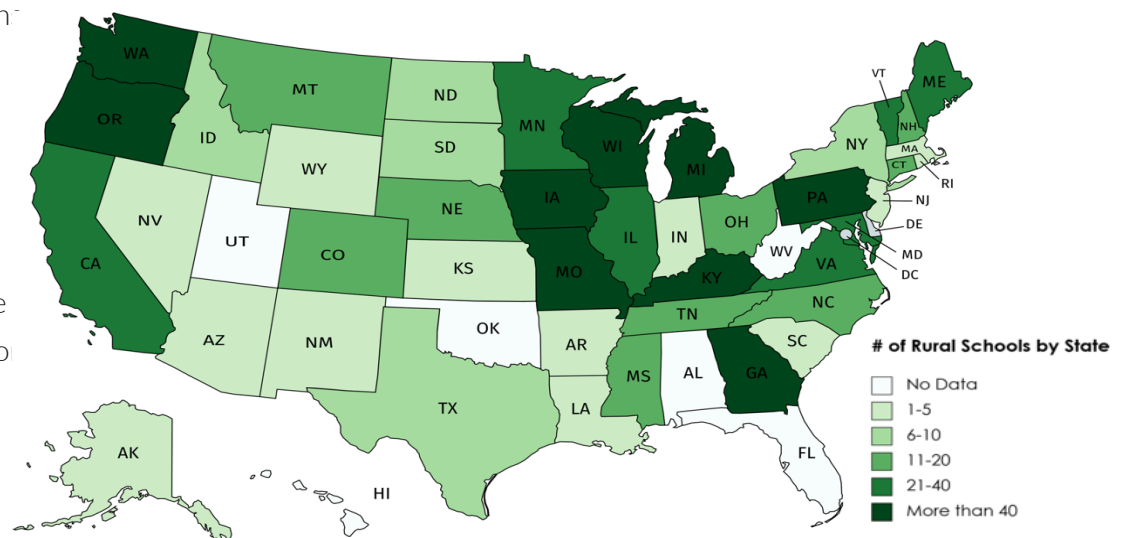 WA
OR
CA
NV
ID
MT
WY
UT
CO
AZ
NM
ND
SD
NE
KS
OK
TX
MN
IA
MO
AR
LA
WI
IL
MI
IN
OH
KY
TN
MS
AL
GA
FL
SC
NC
VA
WV
PA
NY
VT
NH
ME
MA
CT
RI
NJ
DE
MD
DC
AK
HI
# of Rural Schools by State
No Data
1-5
6-10
11-20
21-40
More than 40